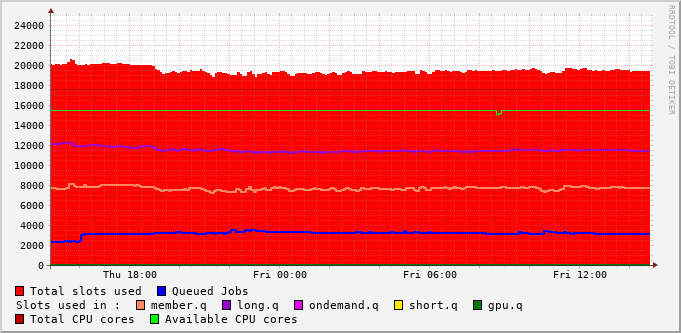 24000
22000
20000
18000
16000
14000
12000
10000
8000
6000
4000
2000
0
Thu 18:00 Fri 00:00 Fri 06:00 Fri 12:00
Total slots used Queued Jobs
Slots used in : member.q long.q ondemand.q short.q gpu.q
Total CPU cores Available CPU cores
RRDTOOL / TOBI OETIKER